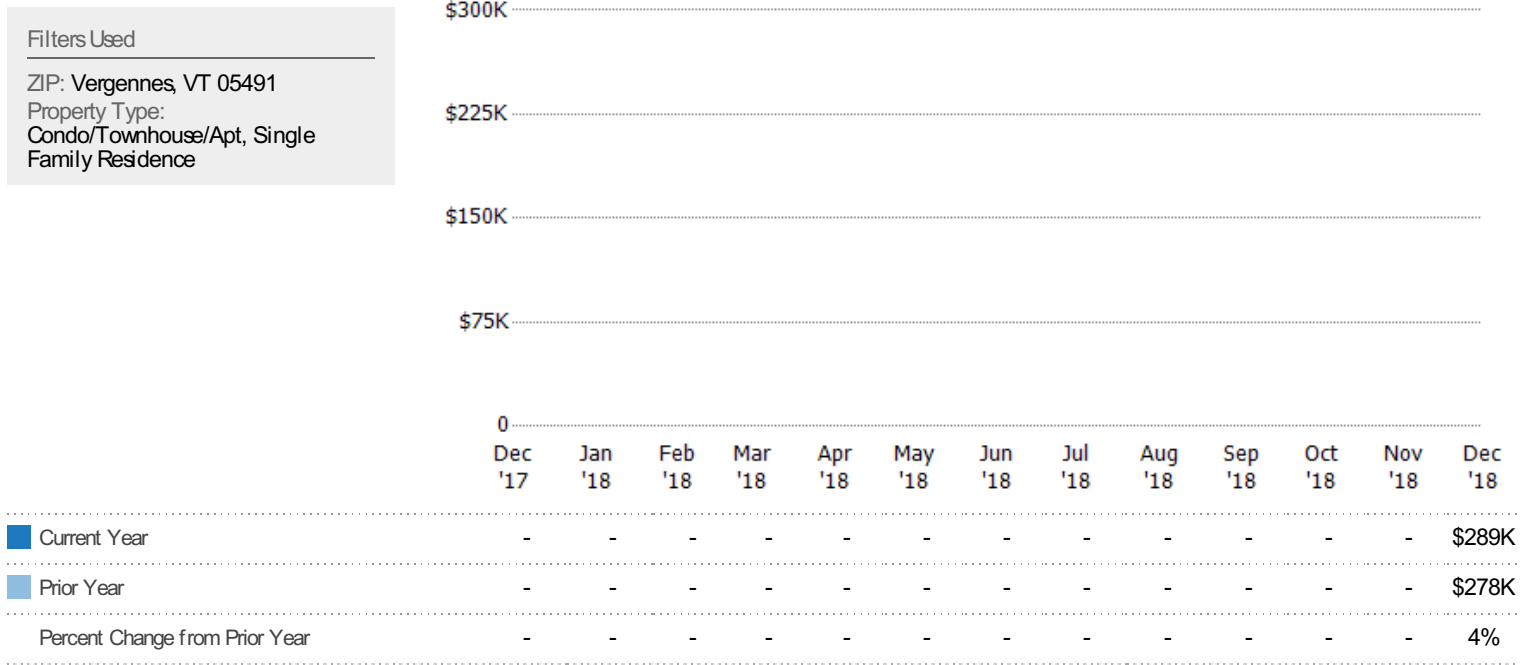 Filters Used
ZIP: Vergennes, VT 05491
Property Type:
Condo/Townhouse/Apt, Single
Family Residence
$300K
$225K
$150K
$75K
0
Dec Jan Feb Mar Apr May Jun Jul Aug Sep Oct Nov Dec
'17 '18 '18 '18 '18 '18 '18 '18 '18 '18 '18 '18 '18
Current Year - - - - - - - - - - - - $289K
Prior Year - - - - - - - - - - - - $278K
Percent Change from Prior Year - - - - - - - - - - - - 4%